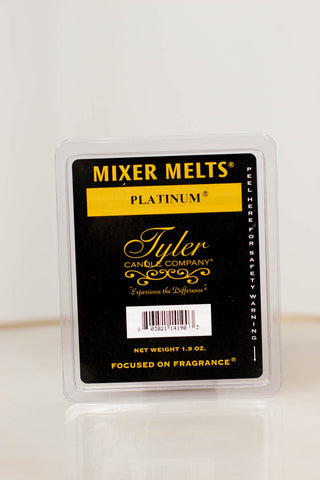 MIXER MELTS®
PLATINUM®
Tyler
CANDLE COMPANY®
"Experience the Difference"®
NET WEIGHT 1.9 OZ.
FOCUSED ON FRAGRANCE®
PEEL HERE FOR SAFETY WARNING